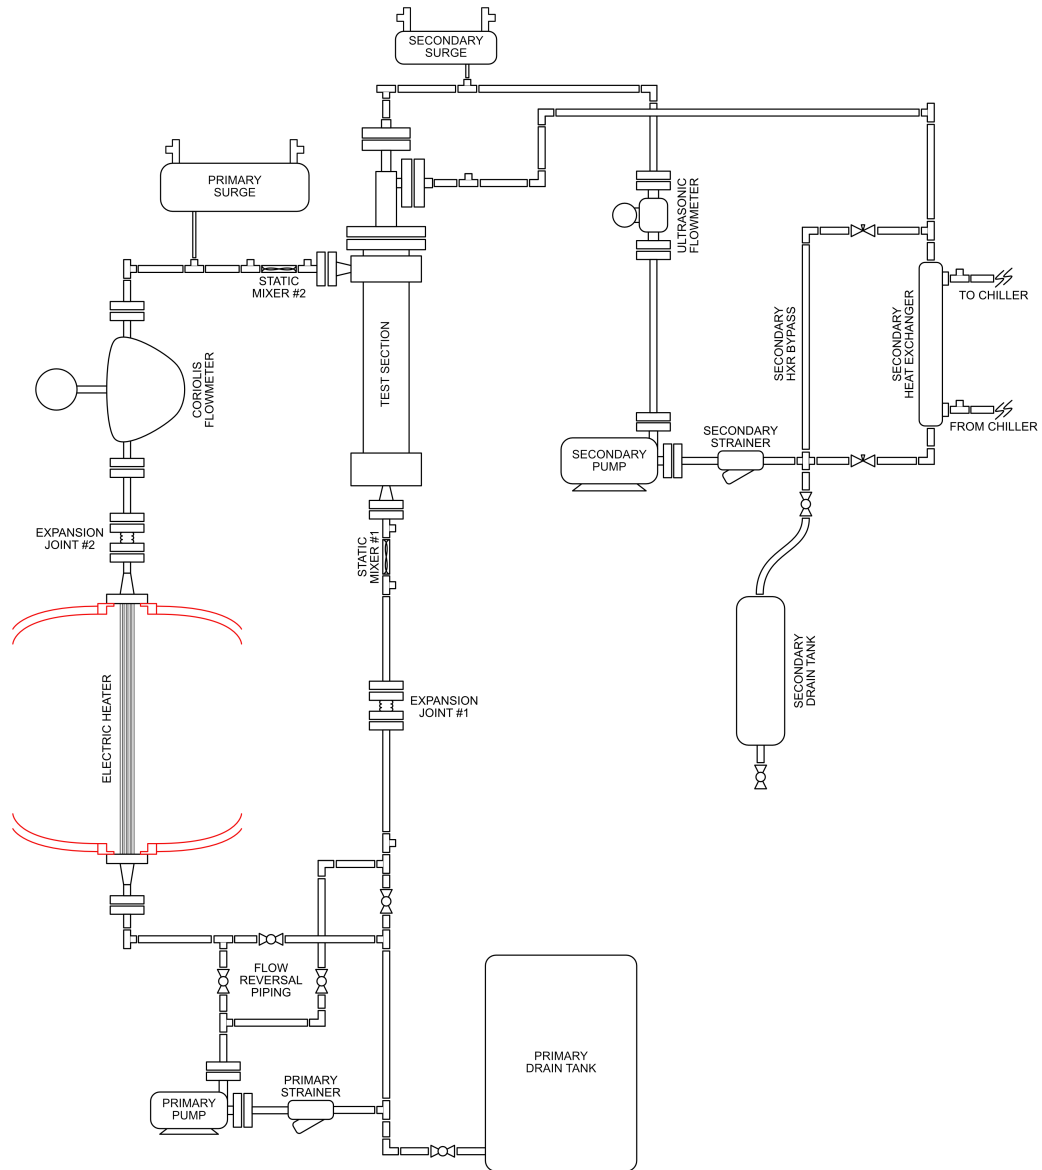 SECONDARY
SURGE
PRIMARY
SURGE
ULTRASONIC
FLOWMETER
STATIC
MIXER #2
TO CHILLER
TEST SECTION
SECONDARY
HXR BYPASS
SECONDARY
HEAT EXCHANGER
CORIOLIS
FLOWMETER
FROM CHILLER
SECONDARY
STRAINER
SECONDARY
PUMP
EXPANSION
JOINT #2
STATIC
MIXER #1
SECONDARY
DRAIN TANK
ELECTRIC HEATER
EXPANSION
JOINT #1
FLOW
REVERSAL
PIPING
PRIMARY
DRAIN TANK
PRIMARY
STRAINER
PRIMARY
PUMP